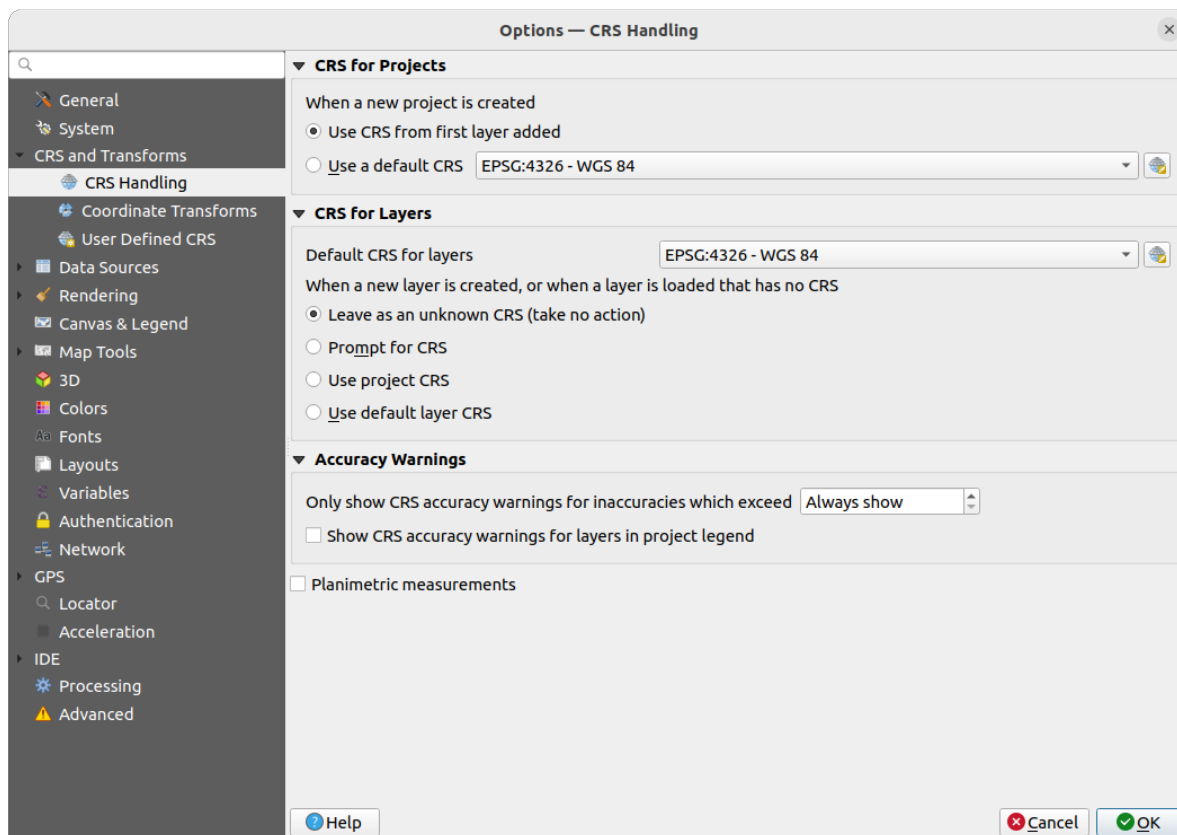 Options — CRS Handling
General
System
CRS and Transforms
CRS Handling
Coordinate Transforms
User Defined CRS
Data Sources
Rendering
Canvas & Legend
Map Tools
3D
Colors
Fonts
Layouts
Variables
Authentication
Network
GPS
Locator
Acceleration
IDE
Processing
Advanced
CRS for Projects
When a new project is created
Use CRS from first layer added
Use a default CRS EPSG:4326 - WGS 84
CRS for Layers
Default CRS for layers EPSG:4326 - WGS 84
When a new layer is created, or when a layer is loaded that has no CRS
Leave as an unknown CRS (take no action)
Prompt for CRS
Use project CRS
Use default layer CRS
Accuracy Warnings
Only show CRS accuracy warnings for inaccuracies which exceed Always show
Show CRS accuracy warnings for layers in project legend
Planimetric measurements
Help Cancel OK